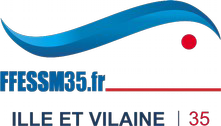 FFESSM35.fr
ILLE ET VILAINE | 35